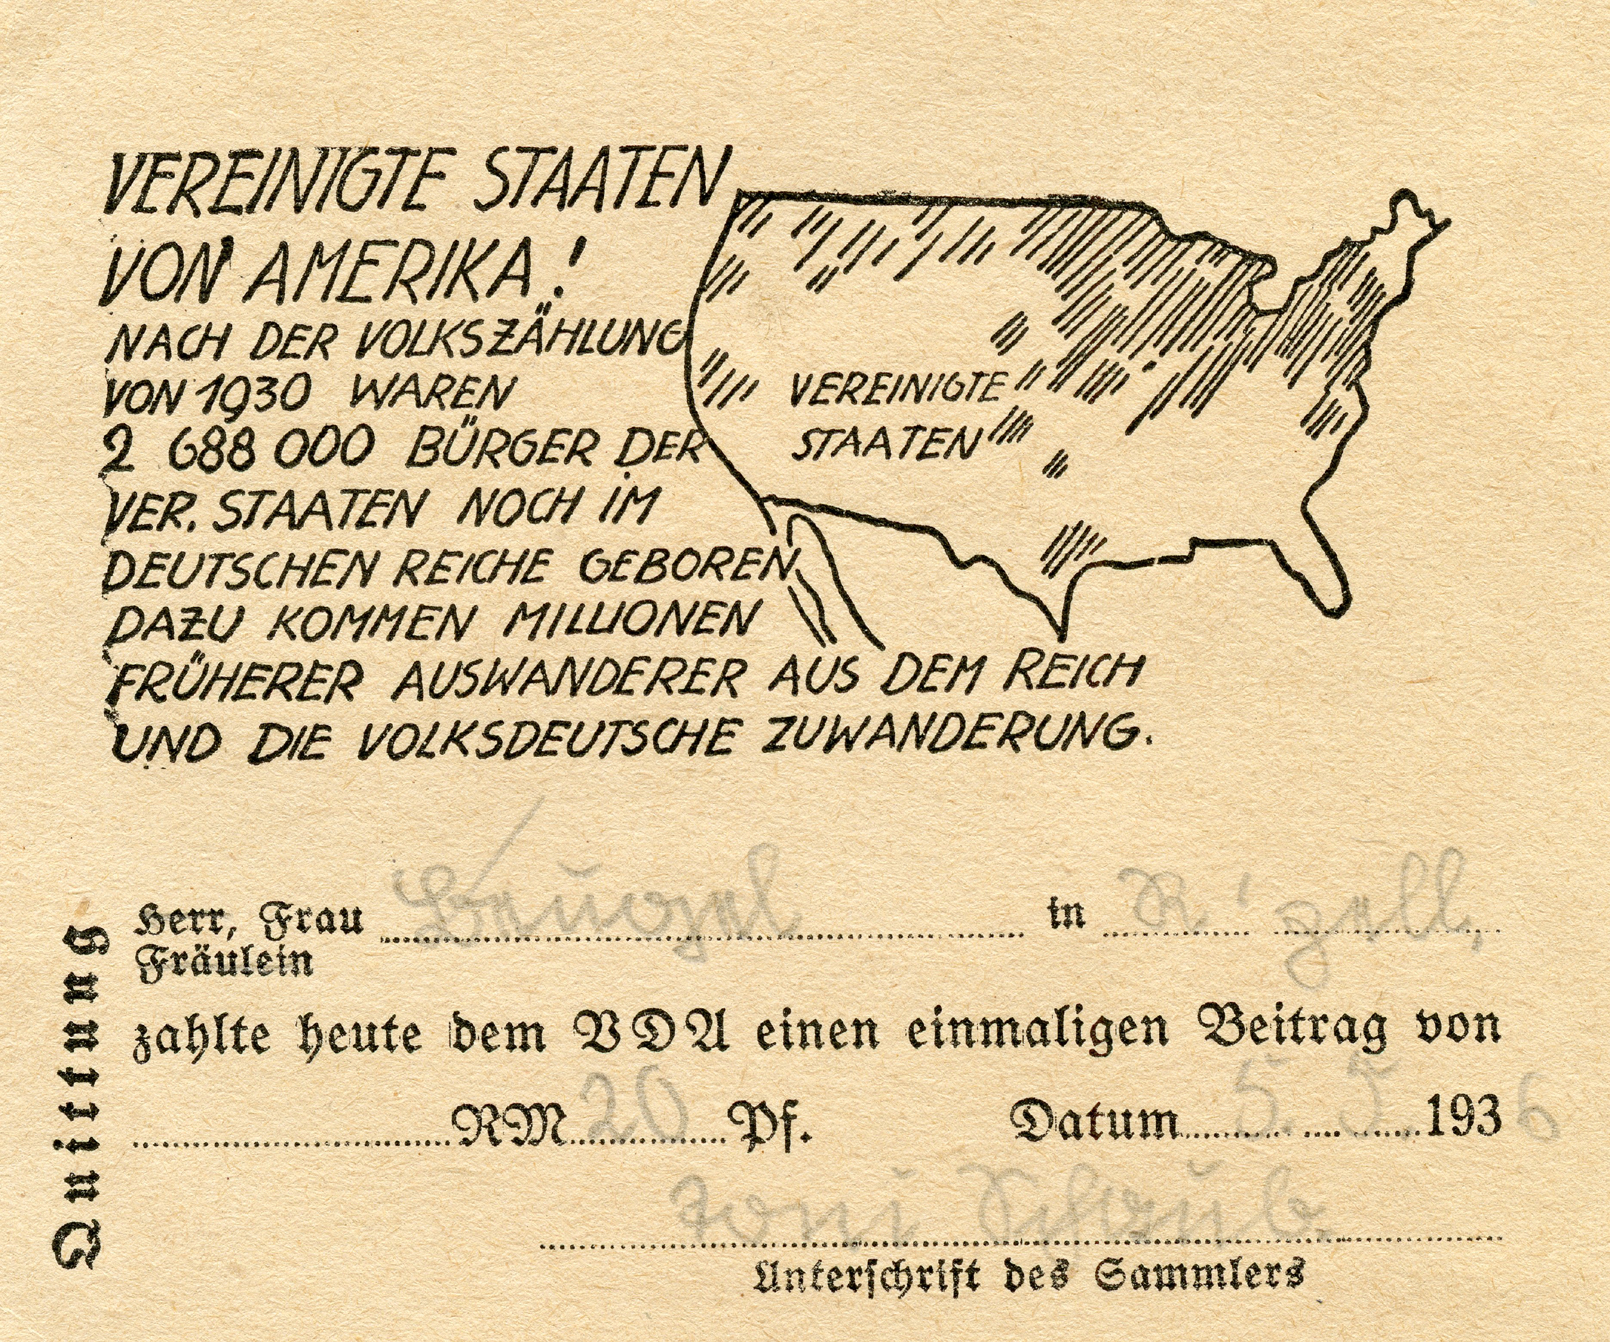 VEREINIGTE STAATEN
VON AMERIKA!
NACH DER VOLKSZÄHLUNG
VON 1930 WAREN
2 688 000 BÜRGER DER
VER. STAATEN NOCH IM
DEUTSCHEN REICHE GEBOREN
DAZU KOMMEN MILLIONEN
FRÜHERER AUSWANDERER AUS DEM REICH
UND DIE VOLKSDEUTSCHE ZUWANDERUNG.
VEREINIGTE
STAATEN
Quittung
Herr, Frau in
Fräulein
zahlte heute dem VDA einen einmaligen Beitrag von
RM 20 Pf. Datum 5. 5. 1936
Toni
Unterschrift des Sammlers